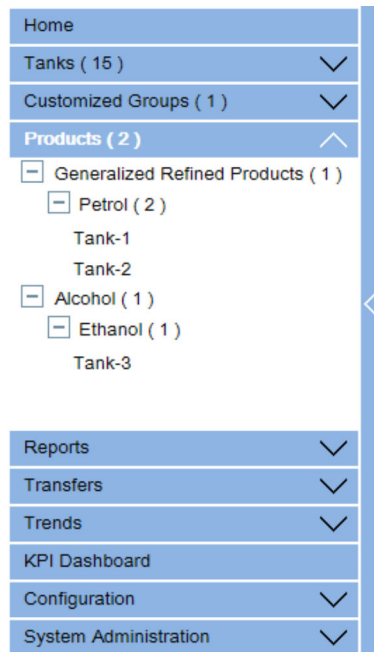 Home
Tanks ( 15 )
Customized Groups ( 1 )
Products ( 2 )
Generalized Refined Products ( 1 )
Petrol ( 2 )
Tank-1
Tank-2
Alcohol ( 1 )
Ethanol ( 1 )
Tank-3
Reports
Transfers
Trends
KPI Dashboard
Configuration
System Administration